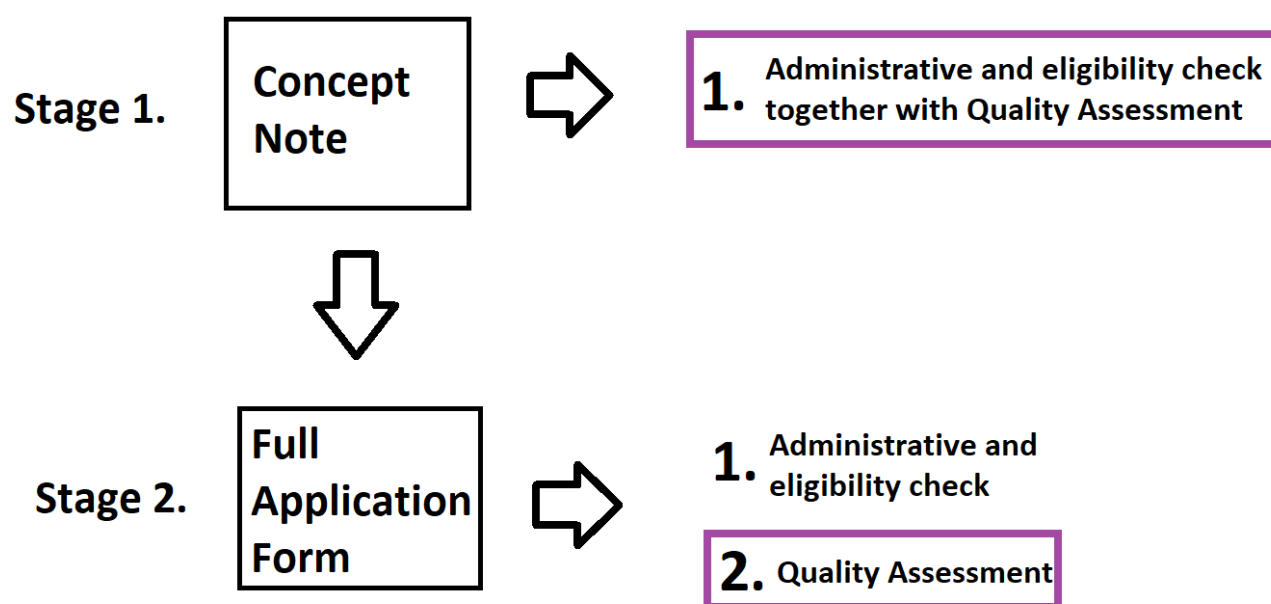 Stage 1.
Concept
Note
1. Administrative and eligibility check
together with Quality Assessment
Stage 2.
Full
Application
Form
1. Administrative and
eligibility check
2. Quality Assessment